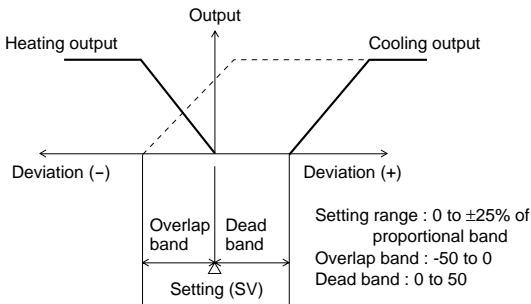 Output
Heating output
Cooling output
Deviation (−)
Deviation (+)
Overlap band
Dead band
Setting (SV)
Setting range : 0 to ±25% of
proportional band
Overlap band : -50 to 0
Dead band : 0 to 50